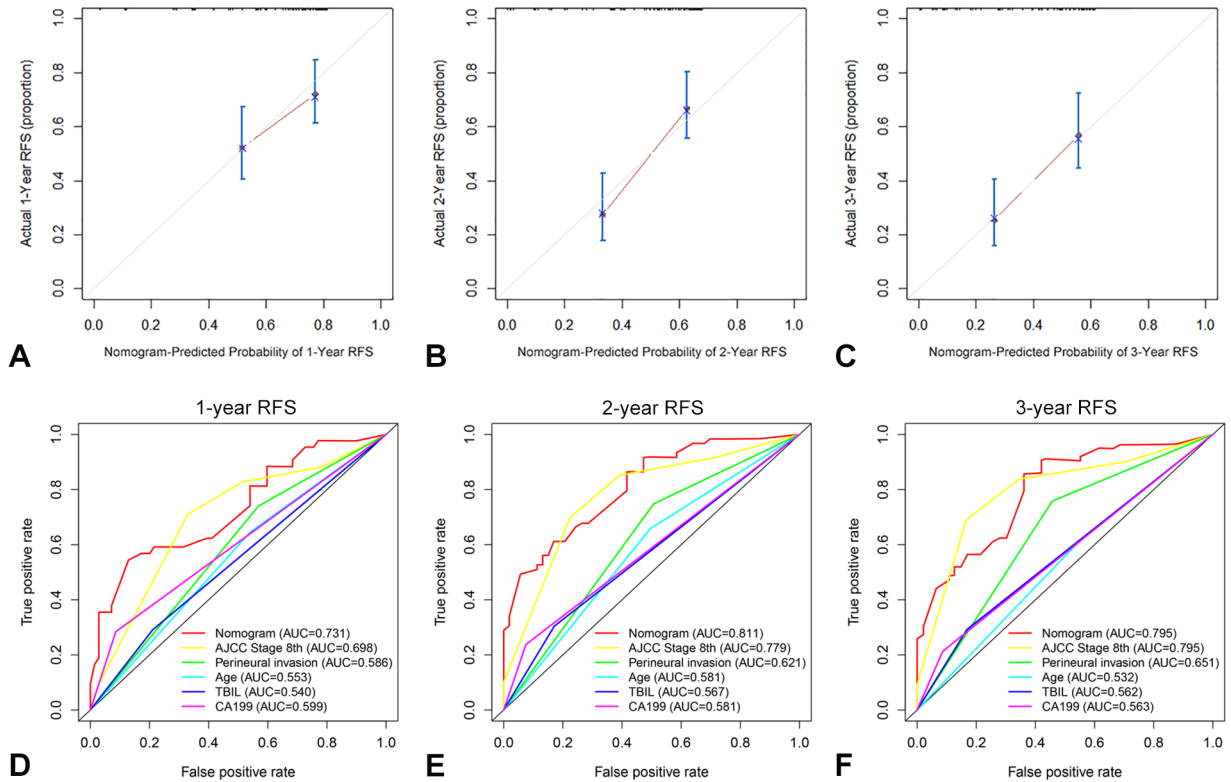 1.0
0.8
0.6
0.4
0.2
0.0
Actual 1-Year RFS (proportion)
0.0 0.2 0.4 0.6 0.8 1.0
Nomogram-Predicted Probability of 1-Year RFS
A
1.0
0.8
0.6
0.4
0.2
0.0
Actual 2-Year RFS (proportion)
0.0 0.2 0.4 0.6 0.8 1.0
Nomogram-Predicted Probability of 2-Year RFS
B
1.0
0.8
0.6
0.4
0.2
0.0
Actual 3-Year RFS (proportion)
0.0 0.2 0.4 0.6 0.8 1.0
Nomogram-Predicted Probability of 3-Year RFS
C
1-year RFS
1.0
0.8
0.6
0.4
0.2
0.0
True positive rate
Nomogram (AUC=0.731)
AJCC Stage 8th (AUC=0.698)
Perineural invasion (AUC=0.586)
Age (AUC=0.553)
TBIL (AUC=0.540)
CA199 (AUC=0.599)
0.0 0.2 0.4 0.6 0.8 1.0
False positive rate
D
2-year RFS
1.0
0.8
0.6
0.4
0.2
0.0
True positive rate
Nomogram (AUC=0.811)
AJCC Stage 8th (AUC=0.779)
Perineural invasion (AUC=0.621)
Age (AUC=0.581)
TBIL (AUC=0.567)
CA199 (AUC=0.581)
0.0 0.2 0.4 0.6 0.8 1.0
False positive rate
E
3-year RFS
1.0
0.8
0.6
0.4
0.2
0.0
True positive rate
Nomogram (AUC=0.795)
AJCC Stage 8th (AUC=0.795)
Perineural invasion (AUC=0.651)
Age (AUC=0.532)
TBIL (AUC=0.562)
CA199 (AUC=0.563)
0.0 0.2 0.4 0.6 0.8 1.0
False positive rate
F